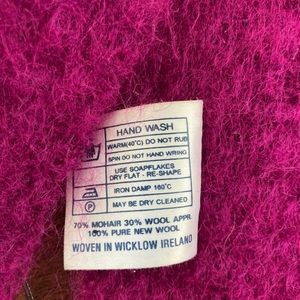 HAND WASH
WARM(40°C) DO NOT RUB
SPIN DO NOT HAND WRING
USE SOAPFLAKES
DRY FLAT - RE-SHAPE
IRON DAMP 160°C
P MAY BE DRY CLEANED
70% MOHAIR 30% WOOL APPR.
100% PURE NEW WOOL
WOVEN IN WICKLOW IRELAND